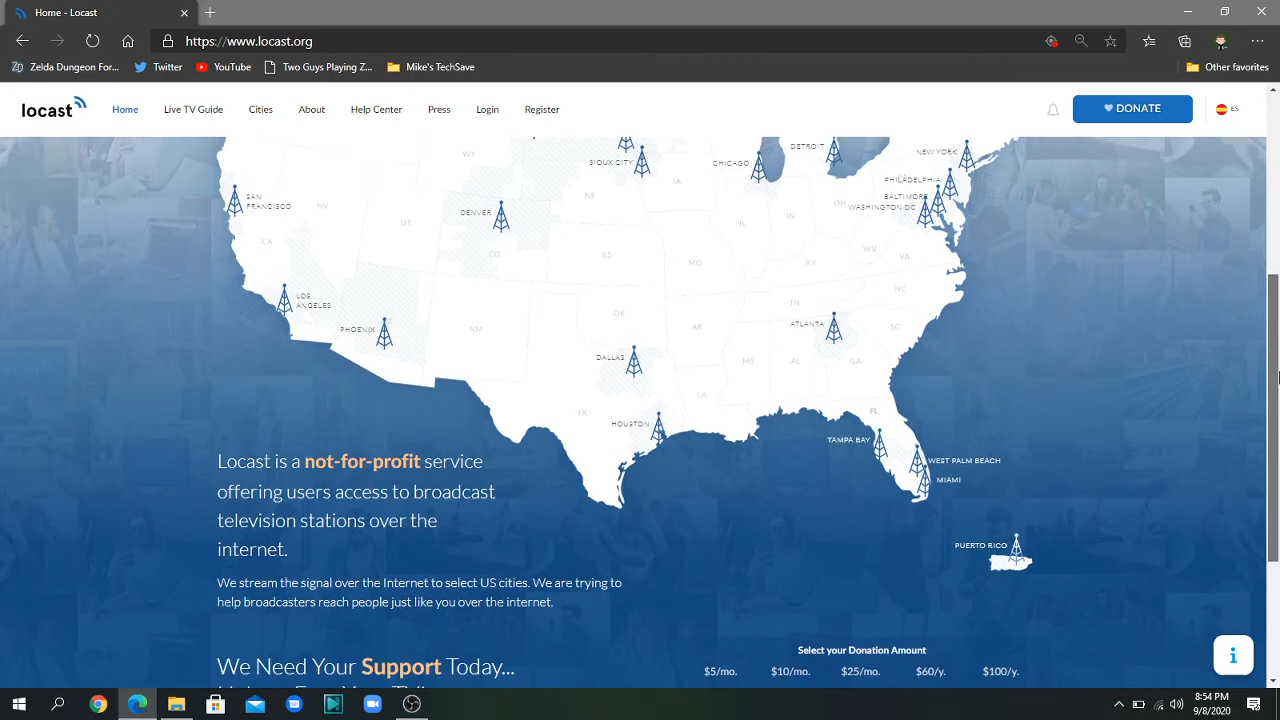 Home - Locast
https://www.locast.org
Zelda Dungeon For...
Twitter
YouTube
Two Guys Playing Z...
Mike's TechSave
Other favorites
locast
Home
Live TV Guide
Cities
About
Help Center
Press
Login
Register
DONATE
ES
WY
SIOUX CITY
IA
CHICAGO
DETROIT
NEW YORK
PHILADELPHIA
BALTIMORE
WASHINGTON DC
SAN
FRANCISCO
NV
UT
DENVER
NE
IL
IN
OH
CA
CO
KS
MO
KY
WV
VA
LOS
ANGELES
PHOENIX
NM
OK
AR
TN
NC
ATLANTA
SC
DALLAS
MS
AL
GA
TX
LA
HOUSTON
FL
TAMPA BAY
WEST PALM BEACH
MIAMI
PUERTO RICO
Locast is a not-for-profit service
offering users access to broadcast
television stations over the
internet.
We stream the signal over the Internet to select US cities. We are trying to
help broadcasters reach people just like you over the internet.
We Need Your Support Today...
Select your Donation Amount
$5/mo.
$10/mo.
$25/mo.
$60/y.
$100/y.
8:54 PM
9/8/2020